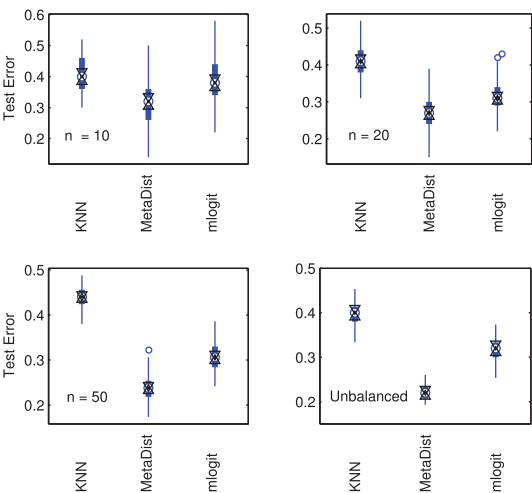 0.6
0.5
0.4
0.3
0.2
Test Error
n = 10
KNN
MetaDist
mlogit
0.5
0.4
0.3
0.2
n = 20
KNN
MetaDist
mlogit
0.5
0.4
0.3
0.2
Test Error
n = 50
KNN
MetaDist
mlogit
0.5
0.4
0.3
0.2
Unbalanced
KNN
MetaDist
mlogit